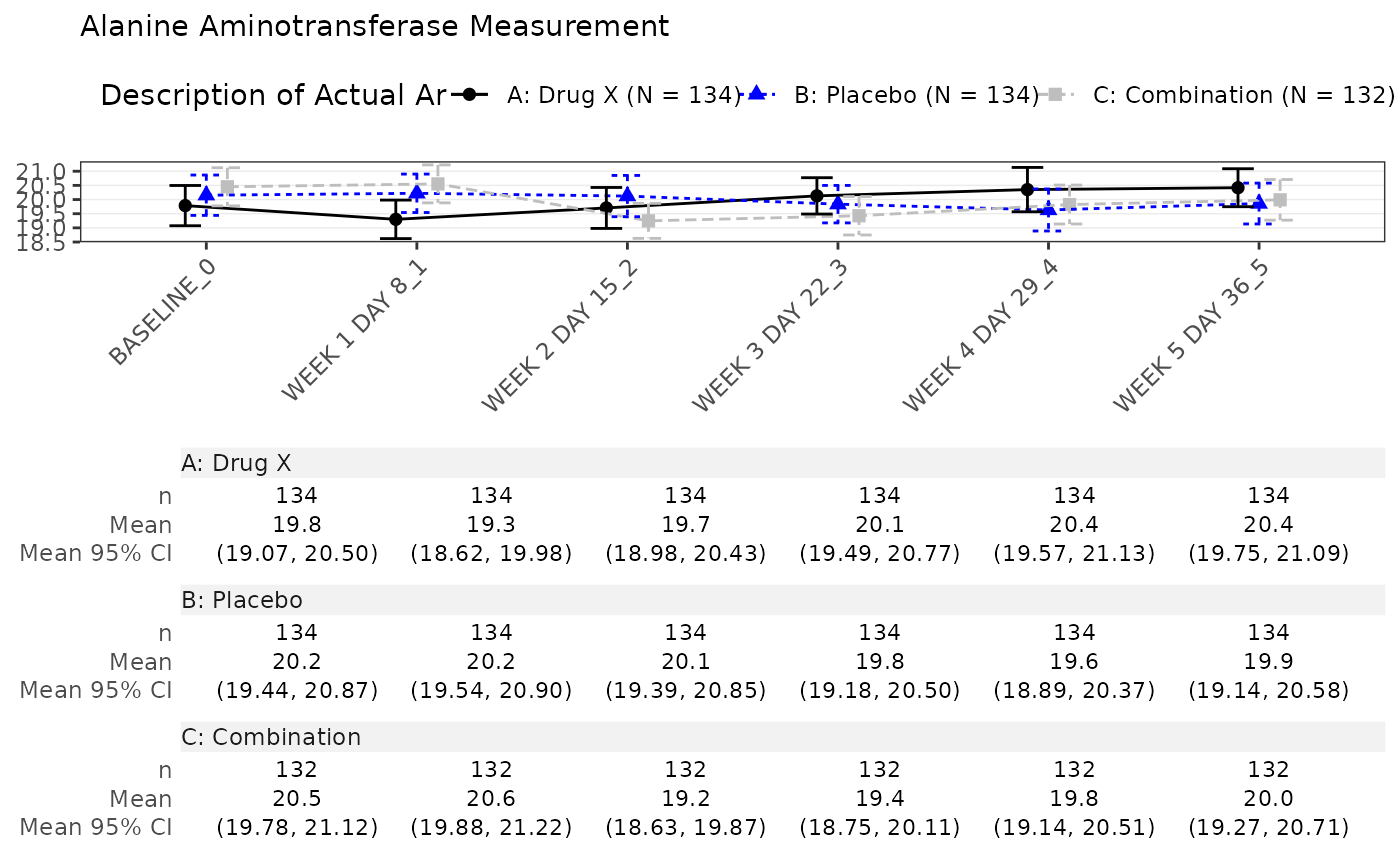 Alanine Aminotransferase Measurement
Description of Actual Ar A: Drug X (N = 134) B: Placebo (N = 134) C: Combination (N = 132)
21.0
20.5
20.0
19.5
19.0
18.5
BASELINE_0 WEEK 1 DAY 8_1 WEEK 2 DAY 15_2 WEEK 3 DAY 22_3 WEEK 4 DAY 29_4 WEEK 5 DAY 36_5
A: Drug X
n 134 134 134 134 134 134
Mean 19.8 19.3 19.7 20.1 20.4 20.4
Mean 95% CI (19.07, 20.50) (18.62, 19.98) (18.98, 20.43) (19.49, 20.77) (19.57, 21.13) (19.75, 21.09)
B: Placebo
n 134 134 134 134 134 134
Mean 20.2 20.2 20.1 19.8 19.6 19.9
Mean 95% CI (19.44, 20.87) (19.54, 20.90) (19.39, 20.85) (19.18, 20.50) (18.89, 20.37) (19.14, 20.58)
C: Combination
n 132 132 132 132 132 132
Mean 20.5 20.6 19.2 19.4 19.8 20.0
Mean 95% CI (19.78, 21.12) (19.88, 21.22) (18.63, 19.87) (18.75, 20.11) (19.14, 20.51) (19.27, 20.71)